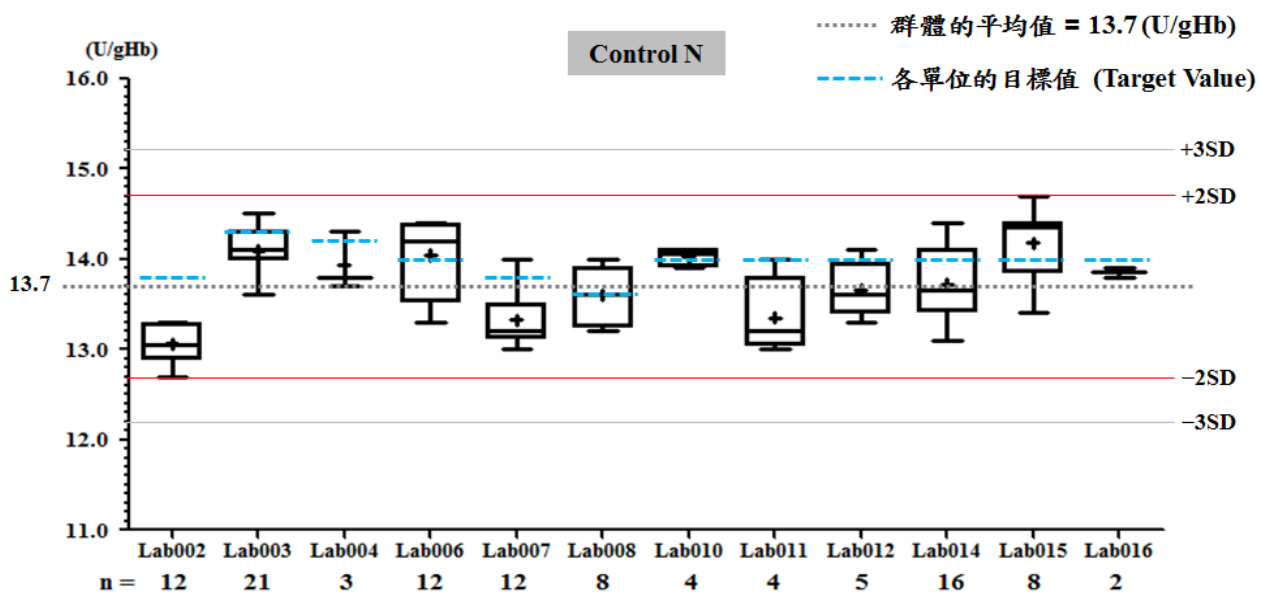 群體的平均值 = 13.7 (U/gHb)
各單位的目標值 (Target Value)
Control N
(U/gHb)
16.0
+3SD
15.0
+2SD
14.0
13.7
13.0
−2SD
−3SD
12.0
11.0
Lab002 Lab003 Lab004 Lab006 Lab007 Lab008 Lab010 Lab011 Lab012 Lab014 Lab015 Lab016
n = 12 21 3 12 12 8 4 4 5 16 8 2